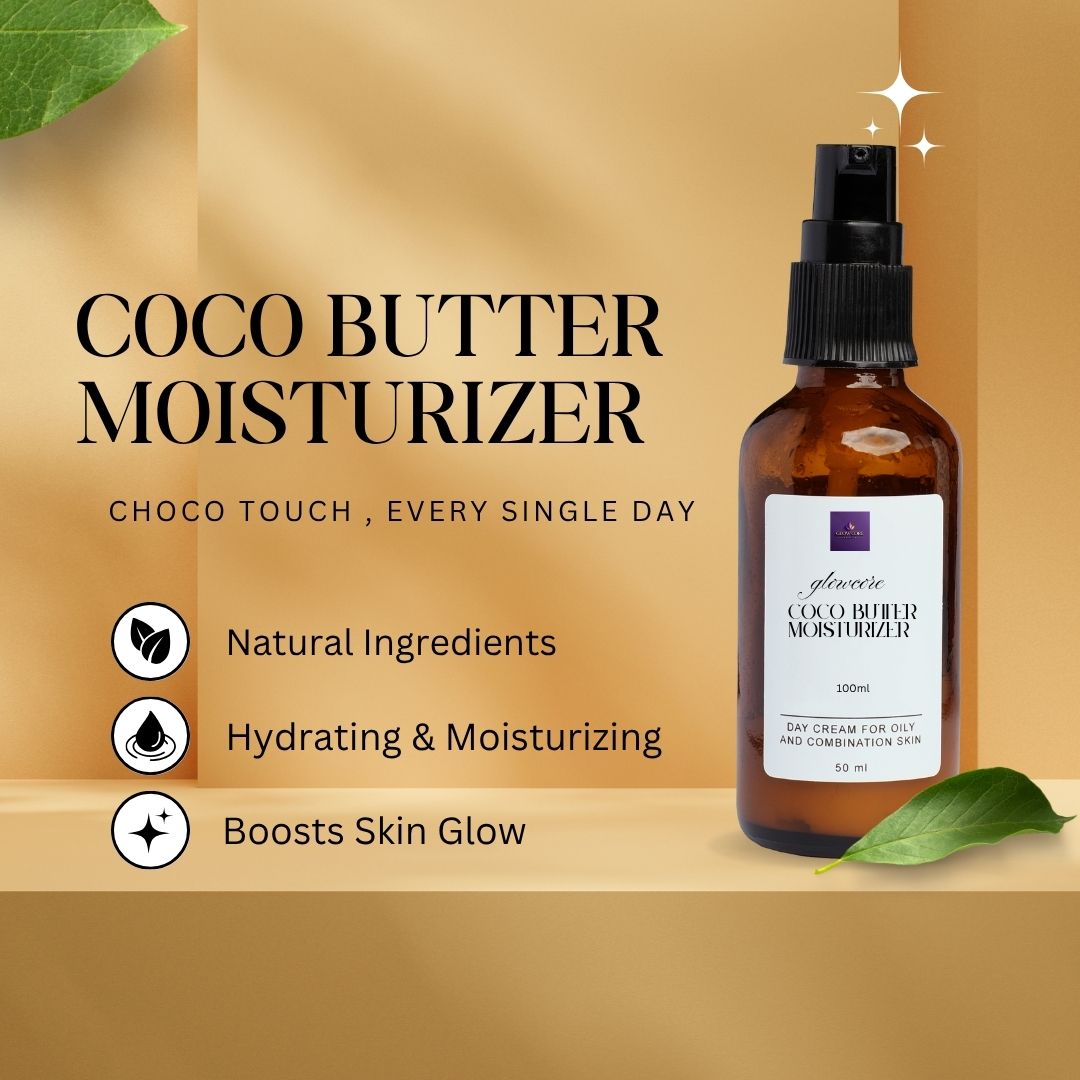 COCO BUTTER
MOISTURIZER
CHOCO TOUCH , EVERY SINGLE DAY
Natural Ingredients
Hydrating & Moisturizing
Boosts Skin Glow
GLOWCORE
glowcore
COCO BUTTER
MOISTURIZER
100ml
DAY CREAM FOR OILY
AND COMBINATION SKIN
50 ml